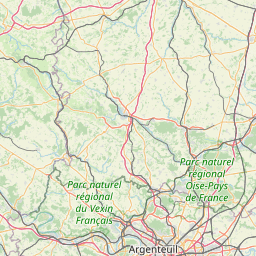 Parc naturel
régional
Oise-Pays
de France
Parc naturel
régional
du Vexin
Français
Argenteuil